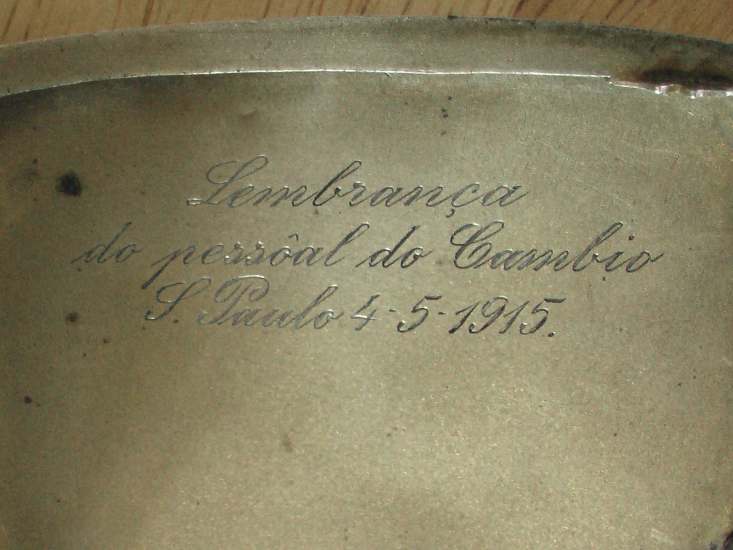 Lembrança
do pessôal do Cambio
S. Paulo 4-5-1915.